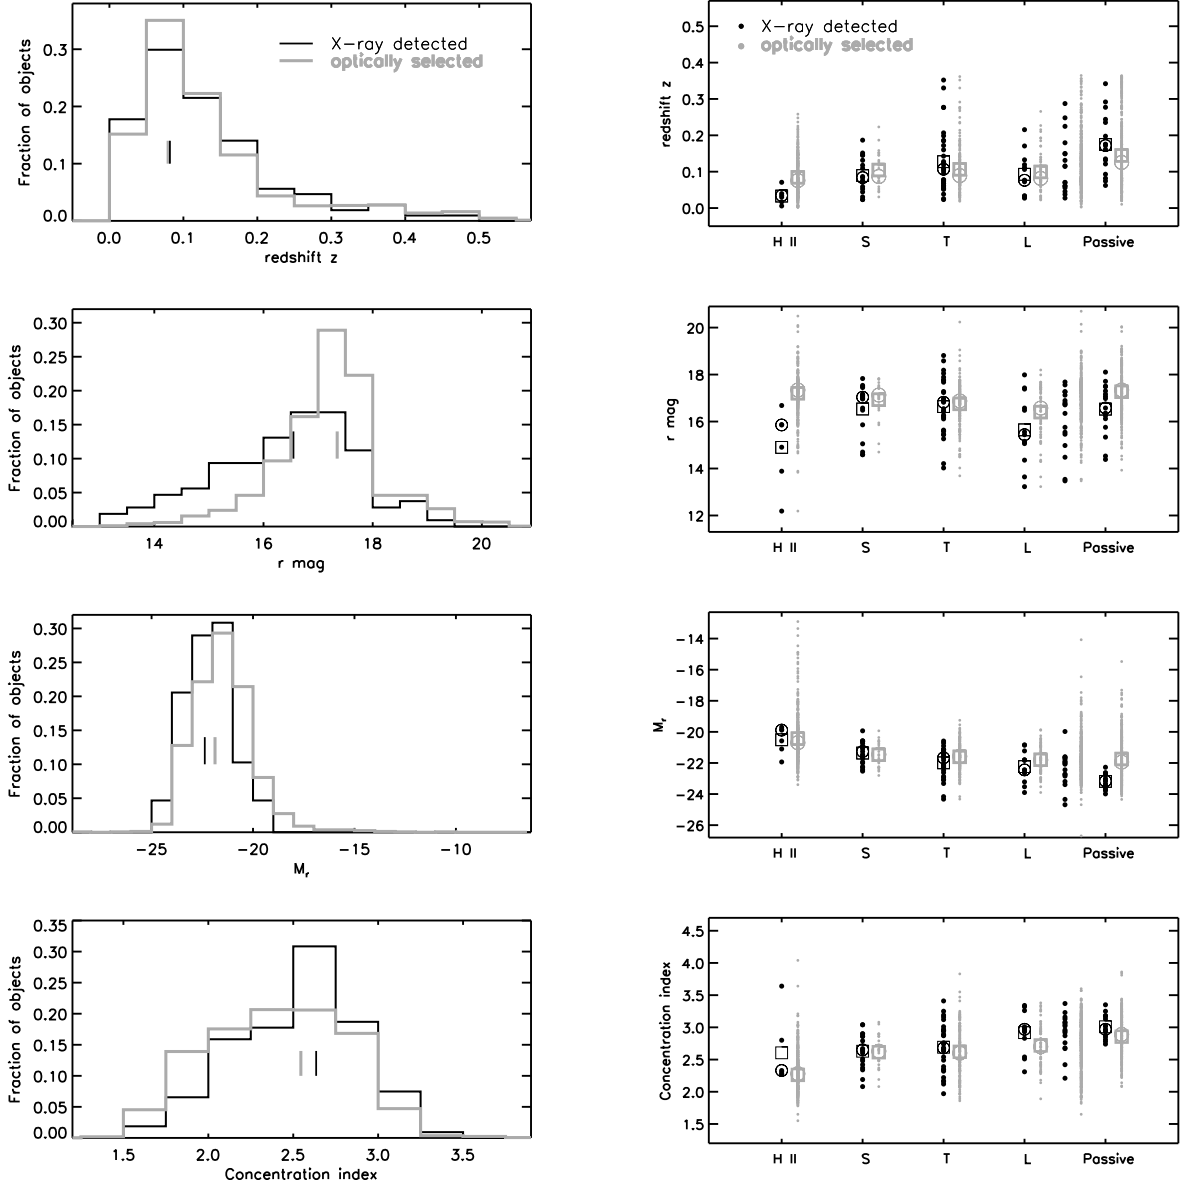 Fraction of objects
0.3
0.2
0.1
0.0
X-ray detected
optically selected
0.0 0.1 0.2 0.3 0.4 0.5
redshift z
redshift z
0.5
0.4
0.3
0.2
0.1
0.0
X-ray detected
optically selected
H II S T L Passive
Fraction of objects
0.30
0.25
0.20
0.15
0.10
0.05
0.00
14 16 18 20
r mag
r mag
20
18
16
14
12
H II S T L Passive
Fraction of objects
0.30
0.25
0.20
0.15
0.10
0.05
0.00
-25 -20 -15 -10
Mr
Mr
-14
-16
-18
-20
-22
-24
-26
H II S T L Passive
Fraction of objects
0.35
0.30
0.25
0.20
0.15
0.10
0.05
0.00
1.5 2.0 2.5 3.0 3.5
Concentration index
Concentration index
4.5
4.0
3.5
3.0
2.5
2.0
1.5
H II S T L Passive